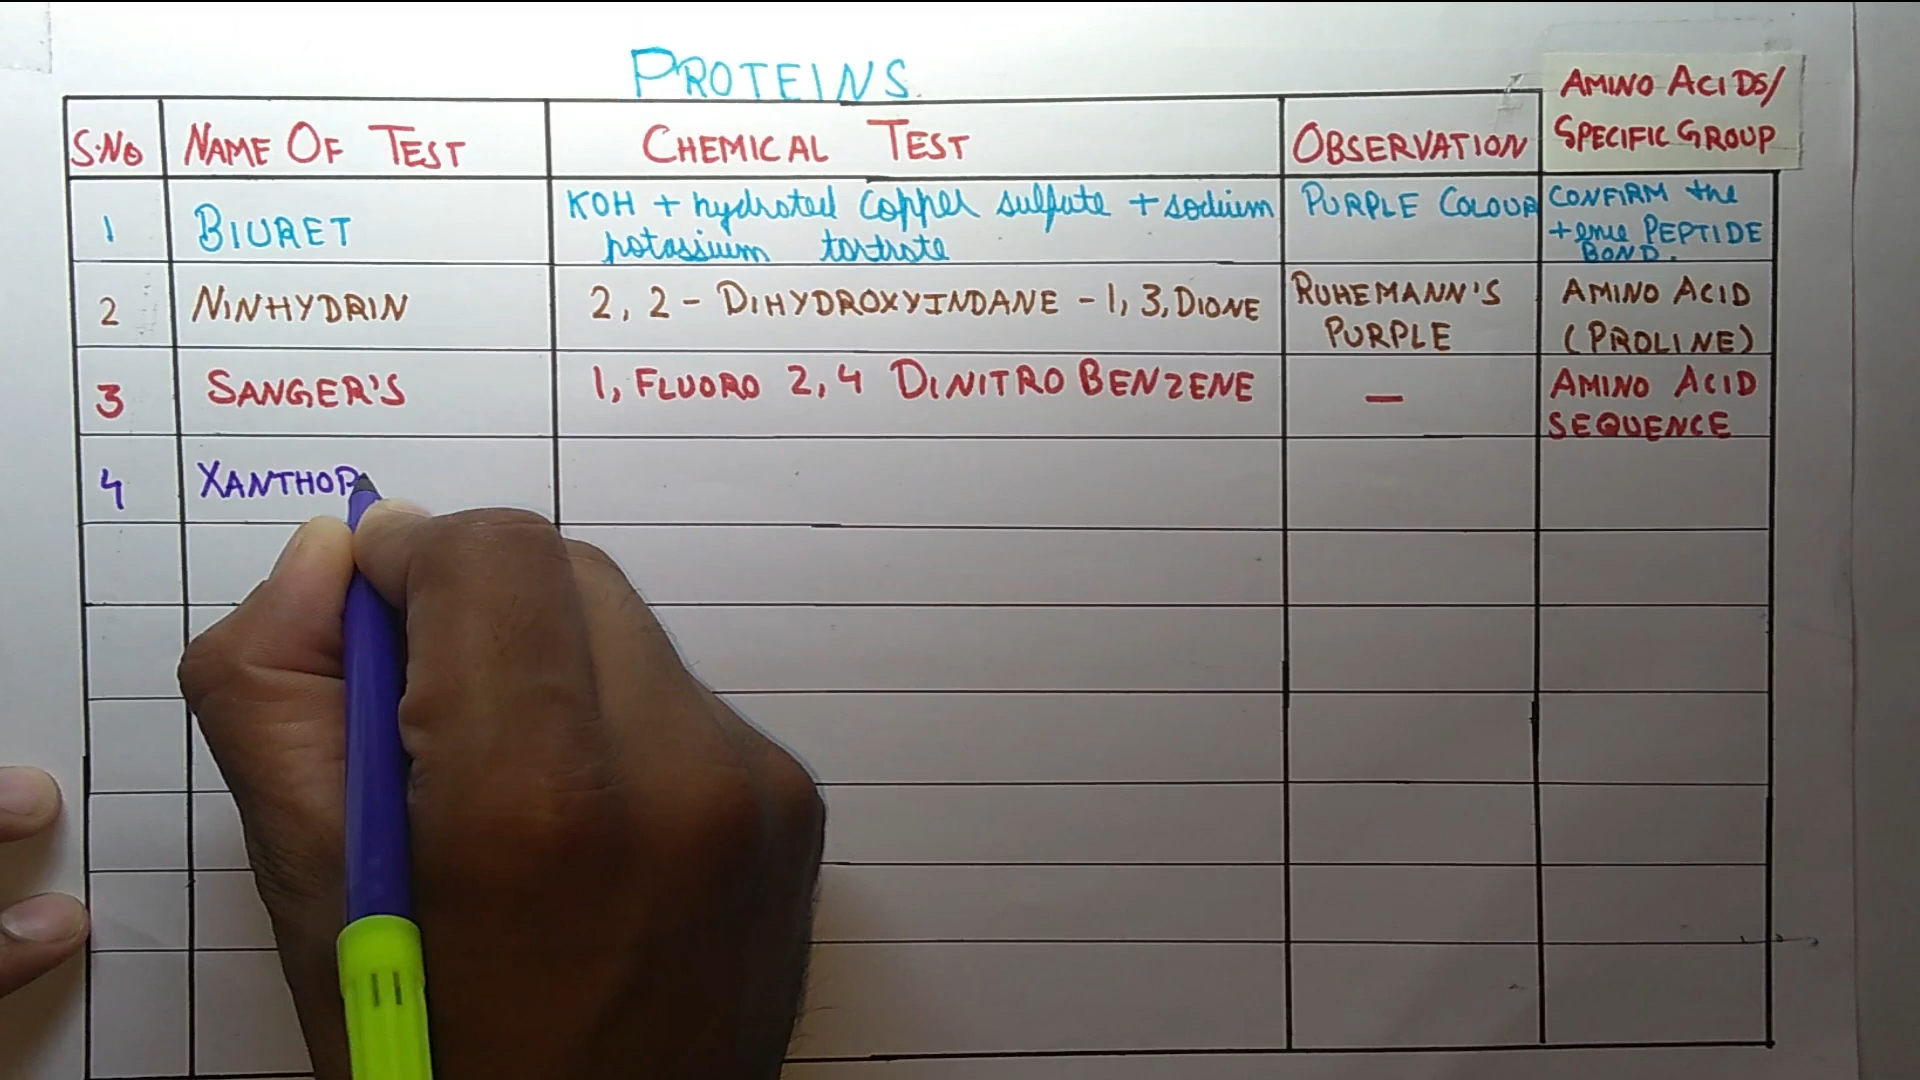 PROTEINS
S.NO
NAME OF TEST
CHEMICAL TEST
OBSERVATION
AMINO ACIDS/
SPECIFIC GROUP
1
BIURET
KOH + hydrated copper sulfate + sodium
potassium tartrate
PURPLE COLOUR
CONFIRM the
+enve PEPTIDE
BOND.
2
NINHYDRIN
2, 2 - DIHYDROXYINDANE - 1, 3, DIONE
RUHEMANN'S
PURPLE
AMINO ACID
(PROLINE)
3
SANGER'S
1, FLUORO 2, 4 DINITRO BENZENE
—
AMINO ACID
SEQUENCE
4
XANTHOP